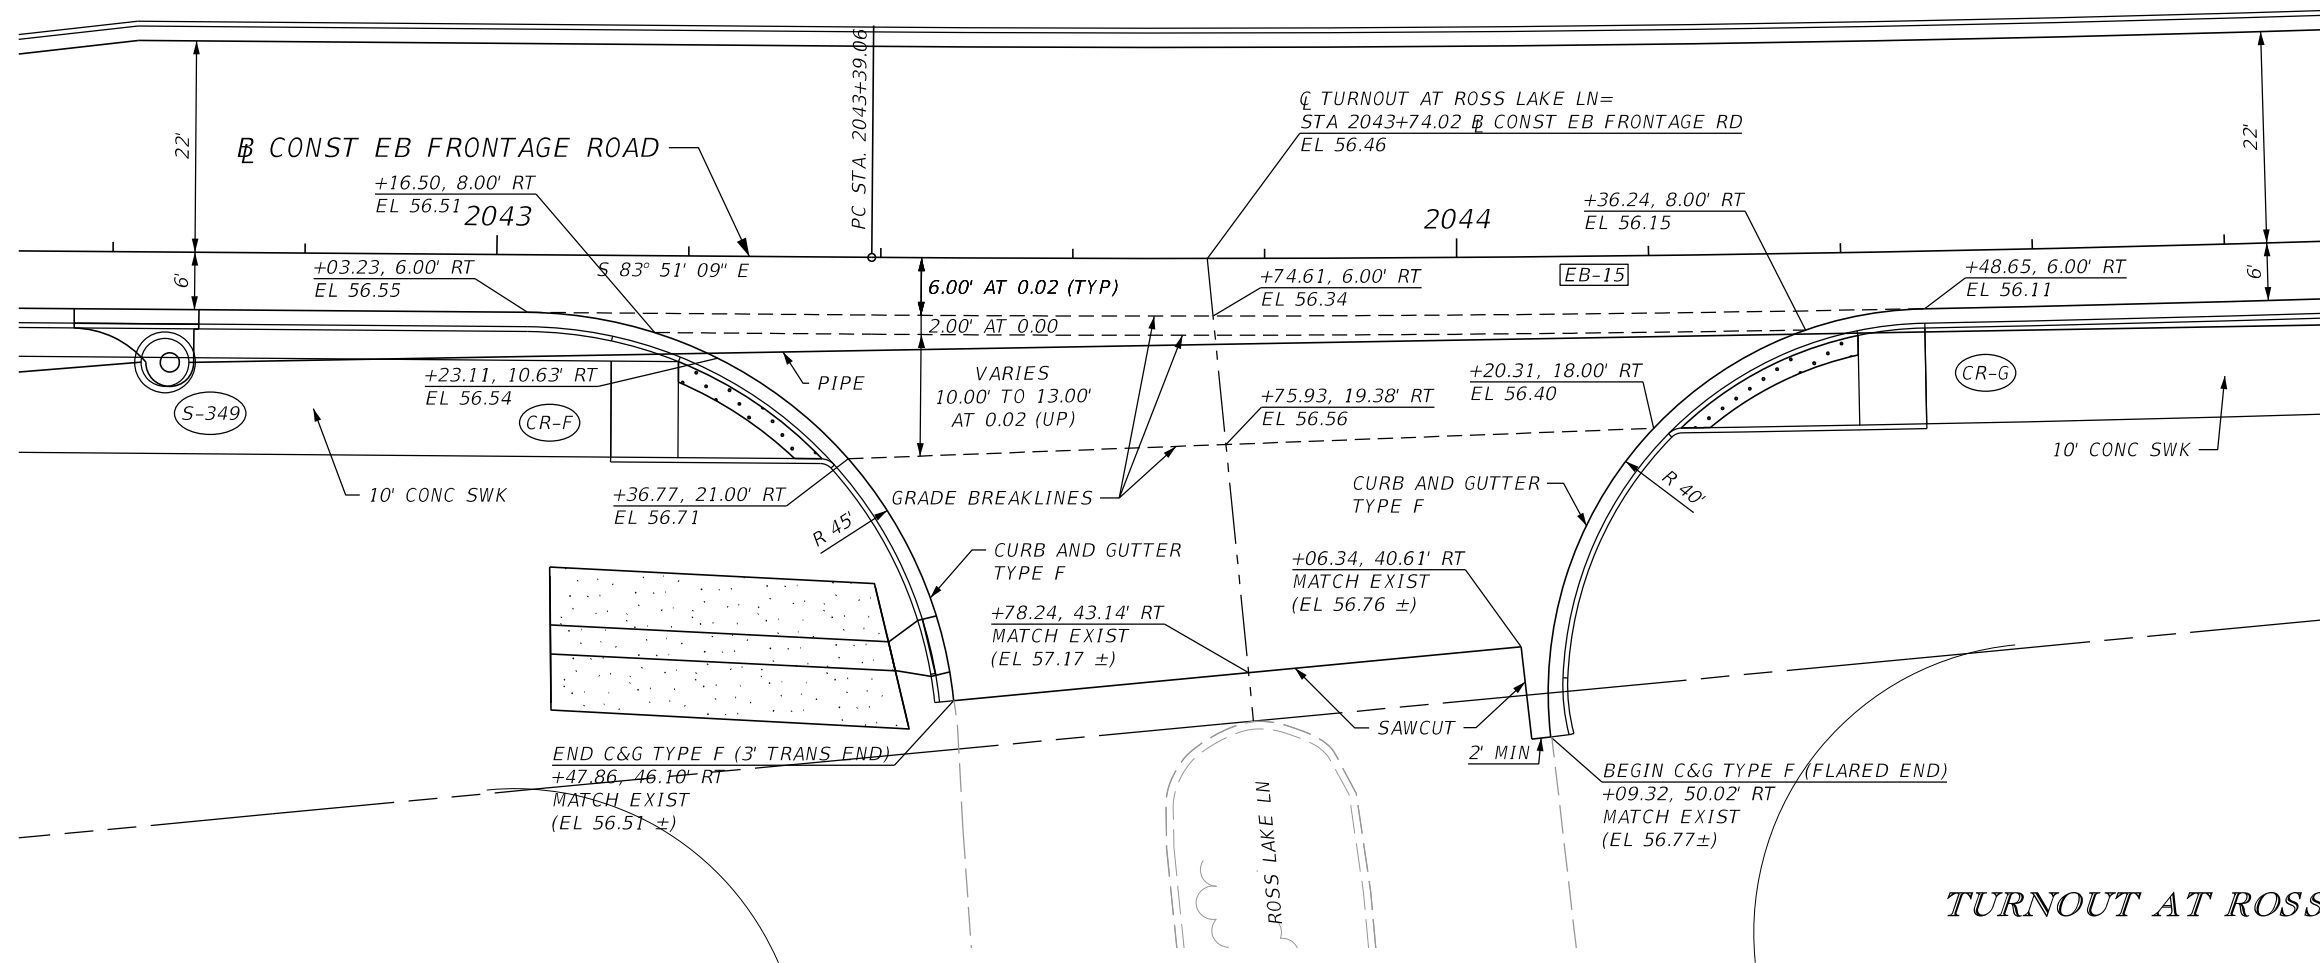 ℄ TURNOUT AT ROSS LAKE LN=
STA 2043+74.02 B̲L CONST EB FRONTAGE RD
EL 56.46
PC STA. 2043+39.06
22'
22'
BL CONST EB FRONTAGE ROAD
+16.50, 8.00' RT
EL 56.51
2043
2044
+36.24, 8.00' RT
EL 56.15
6'
+03.23, 6.00' RT
EL 56.55
S 83° 51' 09" E
6.00' AT 0.02 (TYP)
+74.61, 6.00' RT
EL 56.34
EB-15
+48.65, 6.00' RT
EL 56.11
6'
2.00' AT 0.00
+23.11, 10.63' RT
EL 56.54
PIPE
VARIES
10.00' TO 13.00'
AT 0.02 (UP)
+75.93, 19.38' RT
EL 56.56
+20.31, 18.00' RT
EL 56.40
CR-G
S-349
CR-F
10' CONC SWK
10' CONC SWK
+36.77, 21.00' RT
EL 56.71
GRADE BREAKLINES
CURB AND GUTTER
TYPE F
R 40'
R 45'
CURB AND GUTTER
TYPE F
+06.34, 40.61' RT
MATCH EXIST
(EL 56.76 ±)
+78.24, 43.14' RT
MATCH EXIST
(EL 57.17 ±)
SAWCUT
2' MIN
END C&G TYPE F (3' TRANS END)
+47.86, 46.10' RT
MATCH EXIST
(EL 56.51 ±)
BEGIN C&G TYPE F (FLARED END)
+09.32, 50.02' RT
MATCH EXIST
(EL 56.77±)
ROSS LAKE LN
TURNOUT AT ROSS